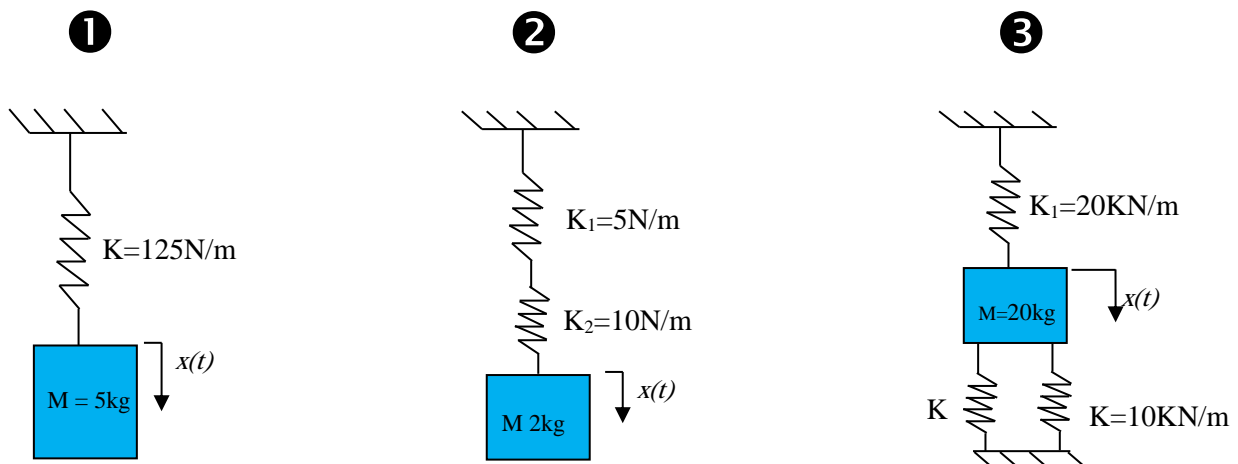 ❶
❷
❸
K=125N/m
M = 5kg
x(t)
K₁=5N/m
K₂=10N/m
M 2kg
x(t)
K₁=20KN/m
M=20kg
x(t)
K
K=10KN/m